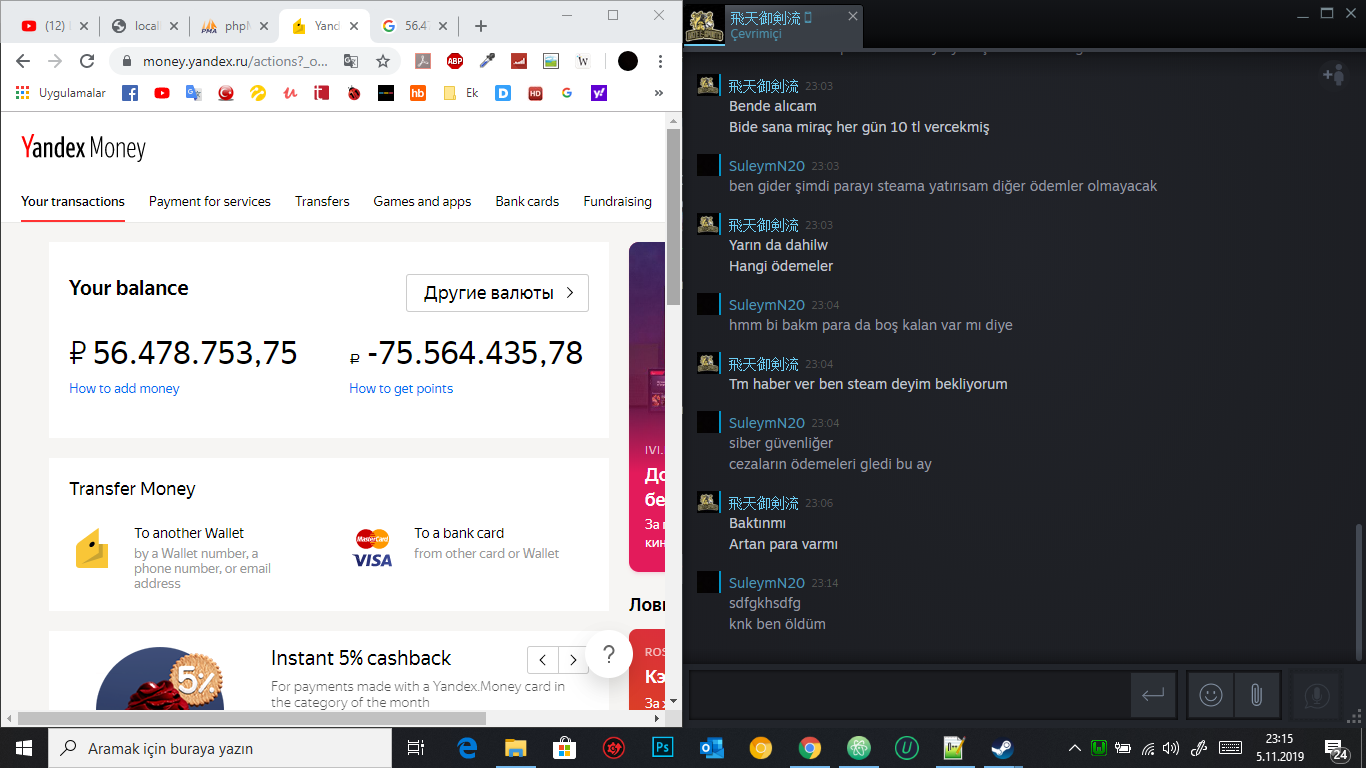 (12)
local
phpM
Yand
56.47
money.yandex.ru/actions?_o...
ABP
W
Uygulamalar
hb
Ek
D
HD
G
y!
»
Yandex Money
Your transactions
Payment for services
Transfers
Games and apps
Bank cards
Fundraising
Your balance
Другие валюты
₽ 56.478.753,75
₽ -75.564.435,78
How to add money
How to get points
Transfer Money
To another Wallet
by a Wallet number, a
phone number, or email
address
MasterCard
VISA
To a bank card
from other card or Wallet
5%
Instant 5% cashback
For payments made with a Yandex.Money card in
the category of the month
?
IVI.
До
бе
За
кин
Лов
ROS
Кэ
За
飛天御剣流
Çevrimiçi
飛天御剣流 23:03
Bende alıcam
Bide sana miraç her gün 10 tl vercekmiş
SuleymN20 23:03
ben gider şimdi parayı steama yatırısam diğer ödemler olmayacak
飛天御剣流 23:03
Yarın da dahilw
Hangi ödemeler
SuleymN20 23:04
hmm bi bakm para da boş kalan var mı diye
飛天御剣流 23:04
Tm haber ver ben steam deyim bekliyorum
SuleymN20 23:04
siber güvenliğer
cezaların ödemeleri gledi bu ay
飛天御剣流 23:06
Baktınmı
Artan para varmı
SuleymN20 23:14
sdfgkhsdfg
knk ben öldüm
Aramak için buraya yazın
Ps
23:15
5.11.2019
24